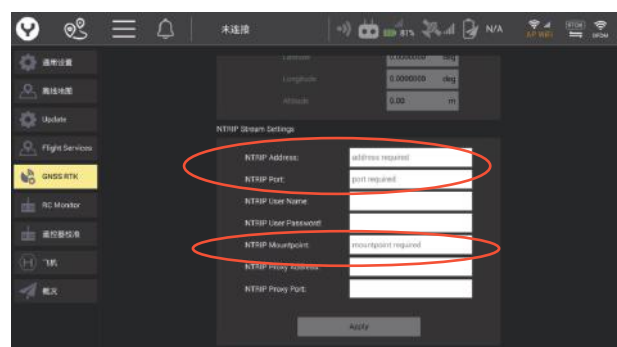 未连接
81%
N/A
AP WiFi
OFDM
通用设置
离线地图
Update
Flight Services
GNSS RTK
RC Monitor
遥控器校准
飞机
概况
Latitude 0.0000000 deg
Longitude 0.0000000 deg
Altitude 0.00 m
NTRIP Stream Settings
NTRIP Address: address required
NTRIP Port: port required
NTRIP User Name:
NTRIP User Password:
NTRIP Mountpoint: mountpoint required
NTRIP Proxy Address:
NTRIP Proxy Port:
Apply